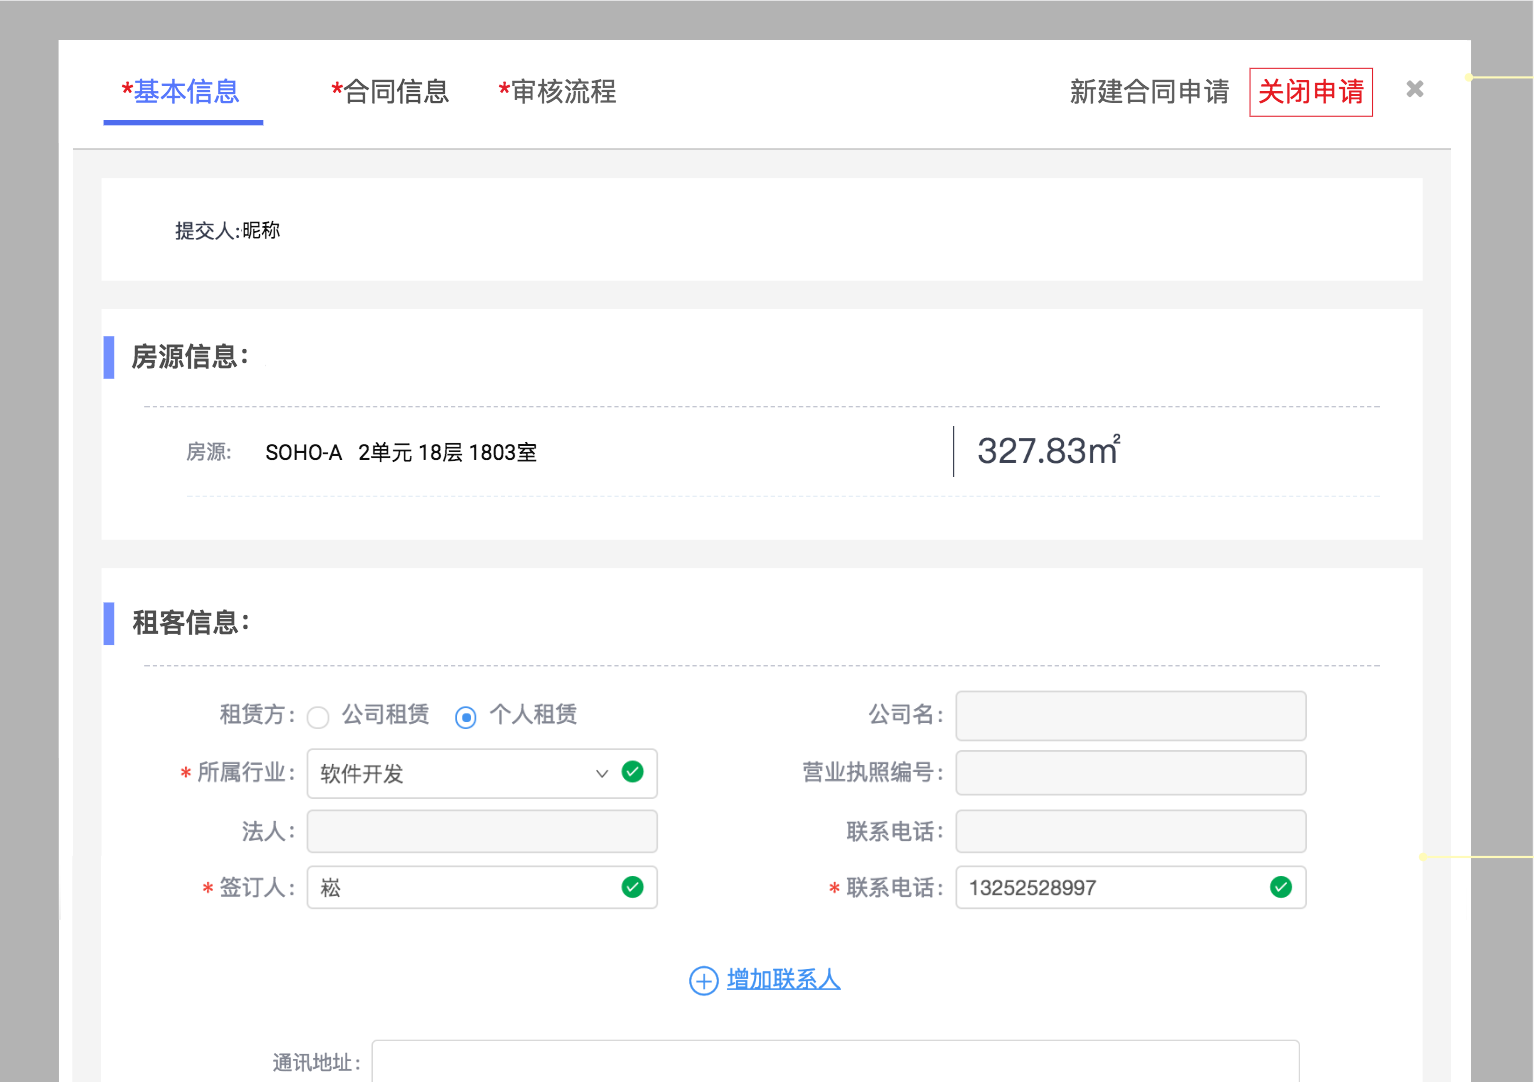 *基本信息 *合同信息 *审核流程 新建合同申请 关闭申请
提交人:昵称
房源信息：
房源: SOHO-A 2单元 18层 1803室 327.83㎡
租客信息：
租赁方： 公司租赁 个人租赁 公司名：
* 所属行业： 软件开发 营业执照编号：
法人： 联系电话：
* 签订人： 崧 * 联系电话： 13252528997
增加联系人
通讯地址：